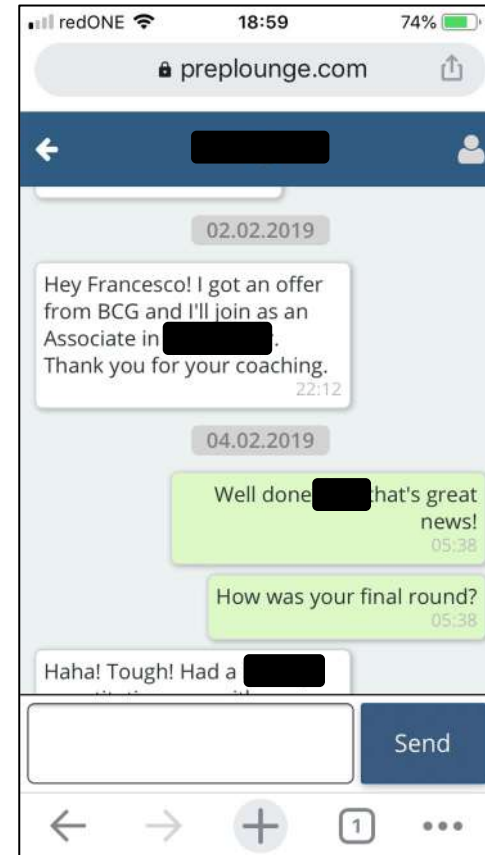 redONE 18:59 74%
preplounge.com
02.02.2019
Hey Francesco! I got an offer
from BCG and I'll join as an
Associate in .
Thank you for your coaching.
22:12
04.02.2019
Well done that's great
news!
05:38
How was your final round?
05:38
Haha! Tough! Had a
Send
1